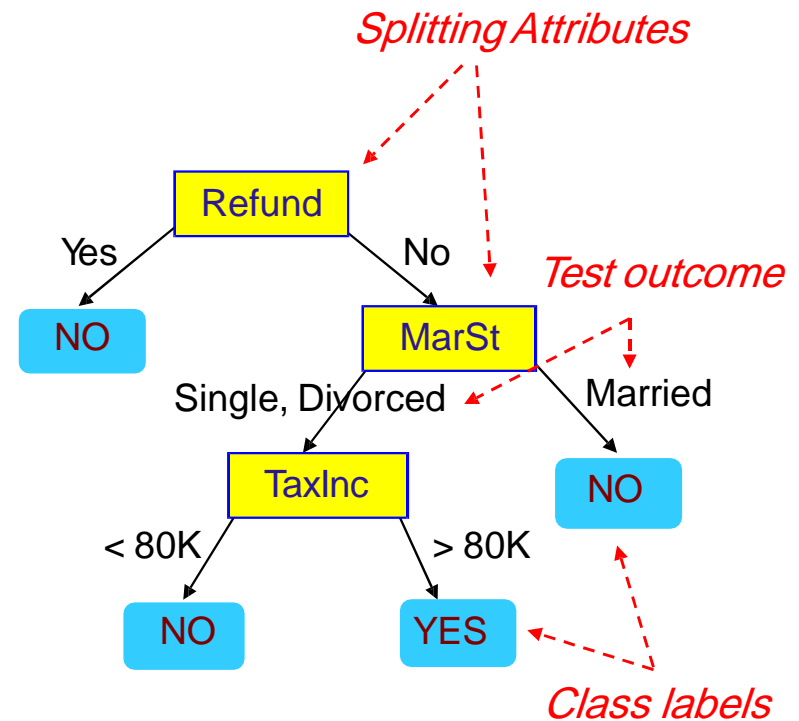 Splitting Attributes
Refund
Yes
No
Test outcome
NO
MarSt
Single, Divorced
Married
TaxInc
NO
< 80K
> 80K
NO
YES
Class labels